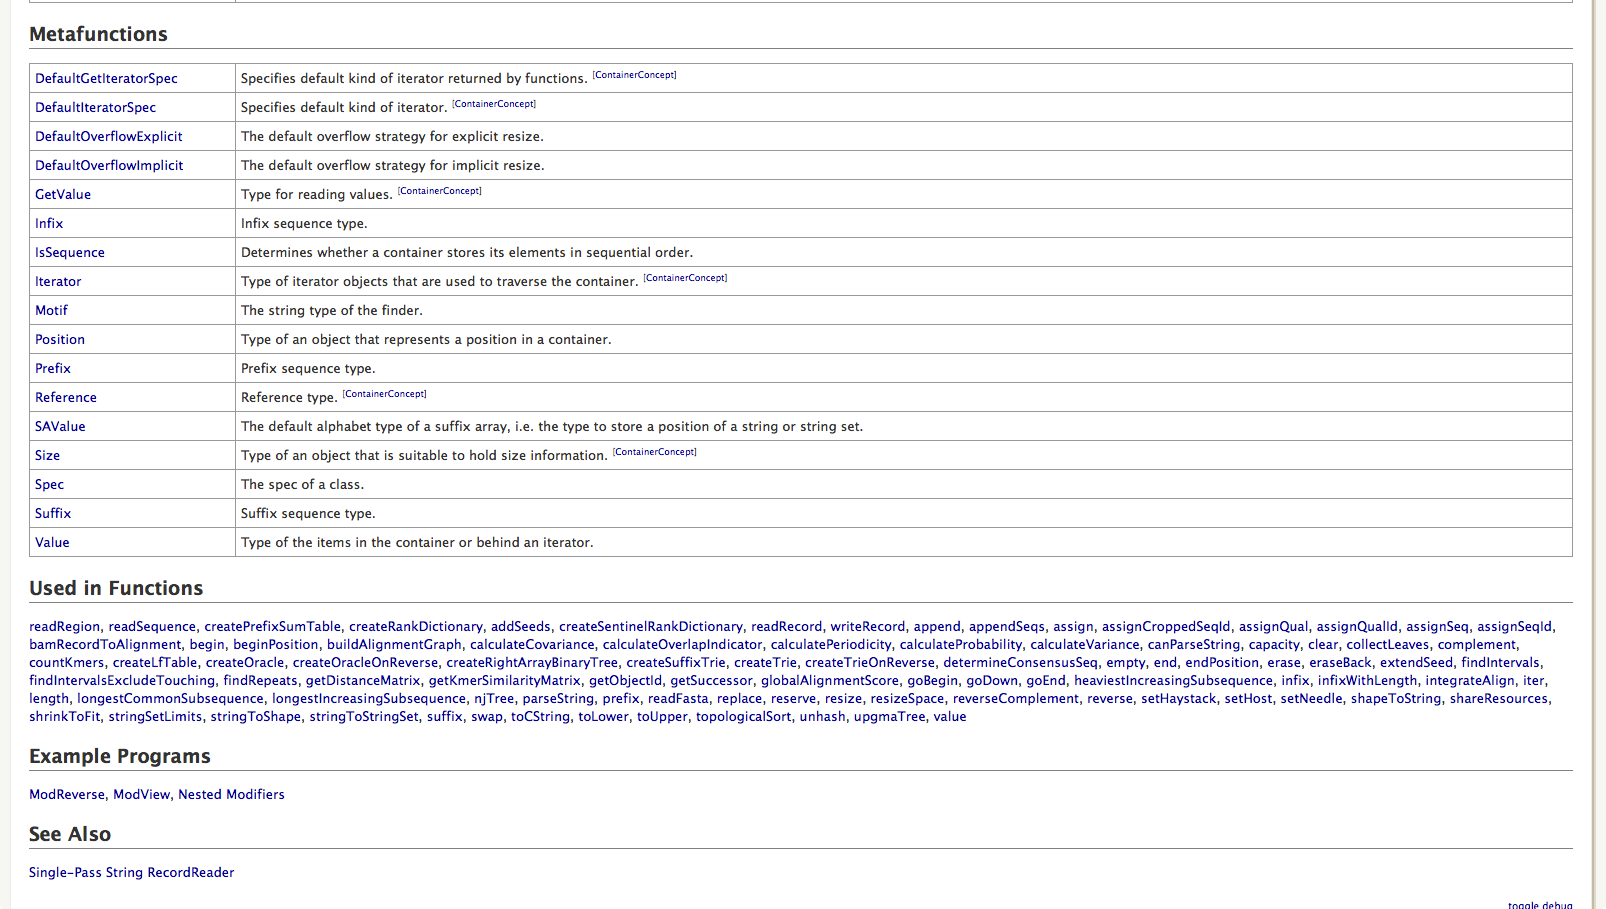 Metafunctions
DefaultGetIteratorSpec Specifies default kind of iterator returned by functions. [ContainerConcept]
DefaultIteratorSpec Specifies default kind of iterator. [ContainerConcept]
DefaultOverflowExplicit The default overflow strategy for explicit resize.
DefaultOverflowImplicit The default overflow strategy for implicit resize.
GetValue Type for reading values. [ContainerConcept]
Infix Infix sequence type.
IsSequence Determines whether a container stores its elements in sequential order.
Iterator Type of iterator objects that are used to traverse the container. [ContainerConcept]
Motif The string type of the finder.
Position Type of an object that represents a position in a container.
Prefix Prefix sequence type.
Reference Reference type. [ContainerConcept]
SAValue The default alphabet type of a suffix array, i.e. the type to store a position of a string or string set.
Size Type of an object that is suitable to hold size information. [ContainerConcept]
Spec The spec of a class.
Suffix Suffix sequence type.
Value Type of the items in the container or behind an iterator.
Used in Functions
readRegion, readSequence, createPrefixSumTable, createRankDictionary, addSeeds, createSentinelRankDictionary, readRecord, writeRecord, append, appendSeqs, assign, assignCroppedSeqId, assignQual, assignQualId, assignSeq, assignSeqId,
bamRecordToAlignment, begin, beginPosition, buildAlignmentGraph, calculateCovariance, calculateOverlapIndicator, calculatePeriodicity, calculateProbability, calculateVariance, canParseString, capacity, clear, collectLeaves, complement,
countKmers, createLfTable, createOracle, createOracleOnReverse, createRightArrayBinaryTree, createSuffixTrie, createTrie, createTrieOnReverse, determineConsensusSeq, empty, end, endPosition, erase, eraseBack, extendSeed, findIntervals,
findIntervalsExcludeTouching, findRepeats, getDistanceMatrix, getKmerSimilarityMatrix, getObjectId, getSuccessor, globalAlignmentScore, goBegin, goDown, goEnd, heaviestIncreasingSubsequence, infix, infixWithLength, integrateAlign, iter,
length, longestCommonSubsequence, longestIncreasingSubsequence, njTree, parseString, prefix, readFasta, replace, reserve, resize, resizeSpace, reverseComplement, reverse, setHaystack, setHost, setNeedle, shapeToString, shareResources,
shrinkToFit, stringSetLimits, stringToShape, stringToStringSet, suffix, swap, toCString, toLower, toUpper, topologicalSort, unhash, upgmaTree, value
Example Programs
ModReverse, ModView, Nested Modifiers
See Also
Single-Pass String RecordReader
toggle debug